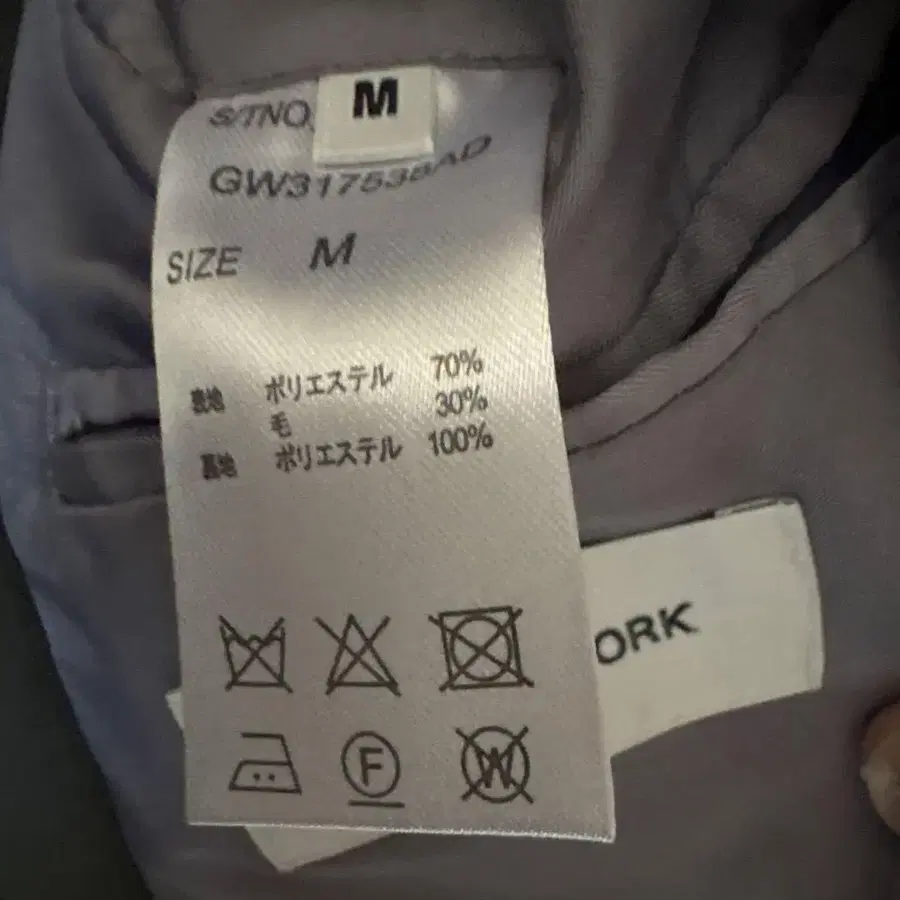 S/TNO.
M
GW317538AD
SIZE M
表地 ポリエステル 70%
毛 30%
裏地 ポリエステル 100%
F
W
ORK